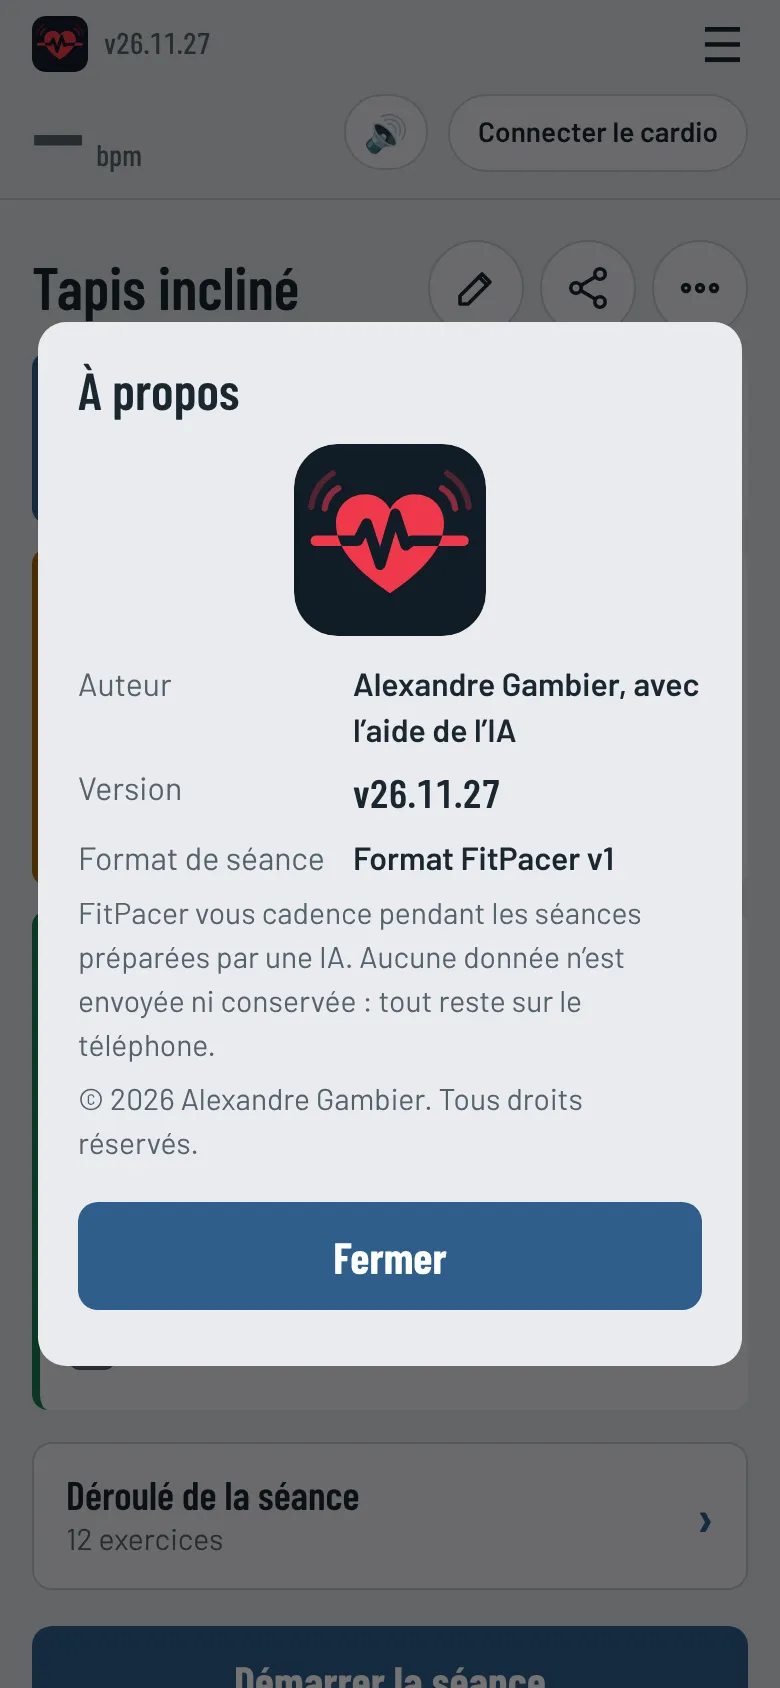 v26.11.27
bpm
Connecter le cardio
Tapis incliné
À propos
Auteur
Alexandre Gambier, avec
l’aide de l’IA
Version
v26.11.27
Format de séance
Format FitPacer v1
FitPacer vous cadence pendant les séances
préparées par une IA. Aucune donnée n’est
envoyée ni conservée : tout reste sur le
téléphone.
© 2026 Alexandre Gambier. Tous droits
réservés.
Fermer
Déroulé de la séance
12 exercices
Démarrer la séance